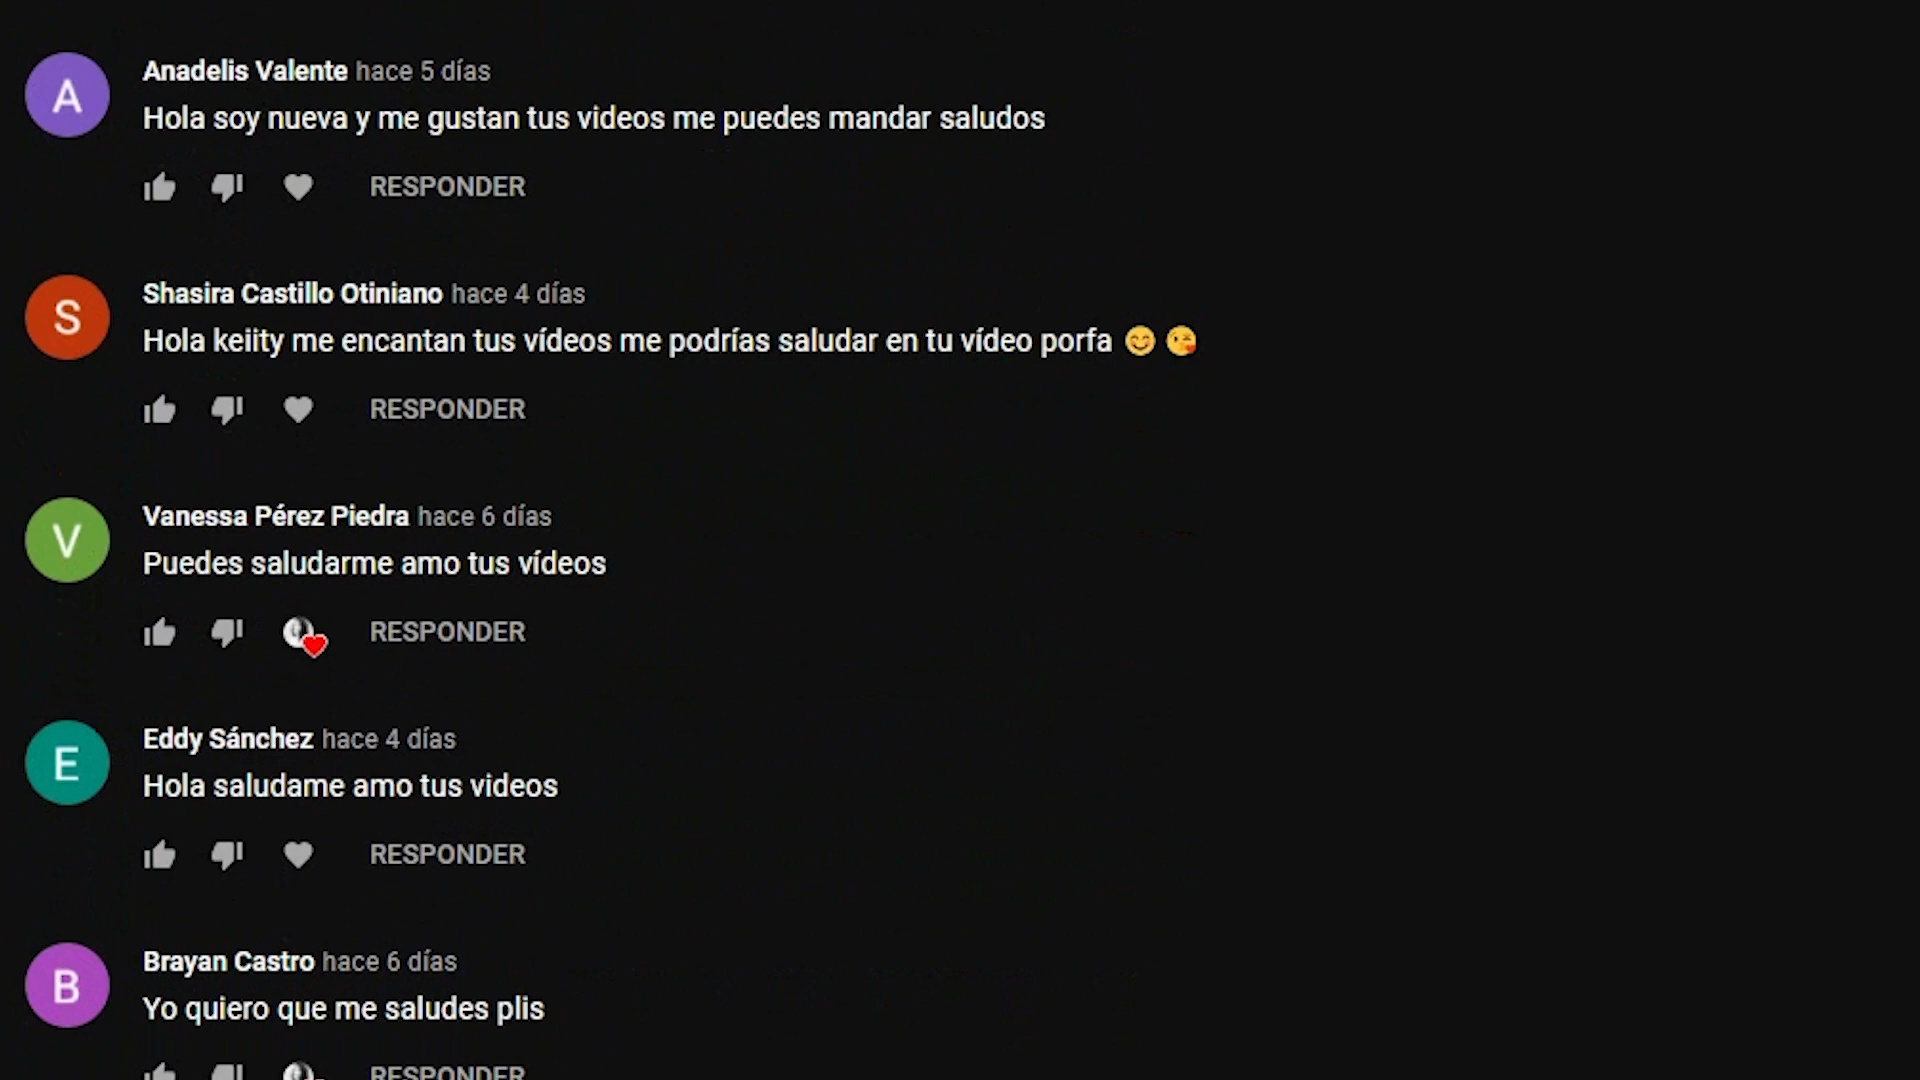 A
Anadelis Valente hace 5 días
Hola soy nueva y me gustan tus videos me puedes mandar saludos
RESPONDER
S
Shasira Castillo Otiniano hace 4 días
Hola keiity me encantan tus vídeos me podrías saludar en tu vídeo porfa 😊 😘
RESPONDER
V
Vanessa Pérez Piedra hace 6 días
Puedes saludarme amo tus vídeos
RESPONDER
E
Eddy Sánchez hace 4 días
Hola saludame amo tus videos
RESPONDER
B
Brayan Castro hace 6 días
Yo quiero que me saludes plis
RESPONDER